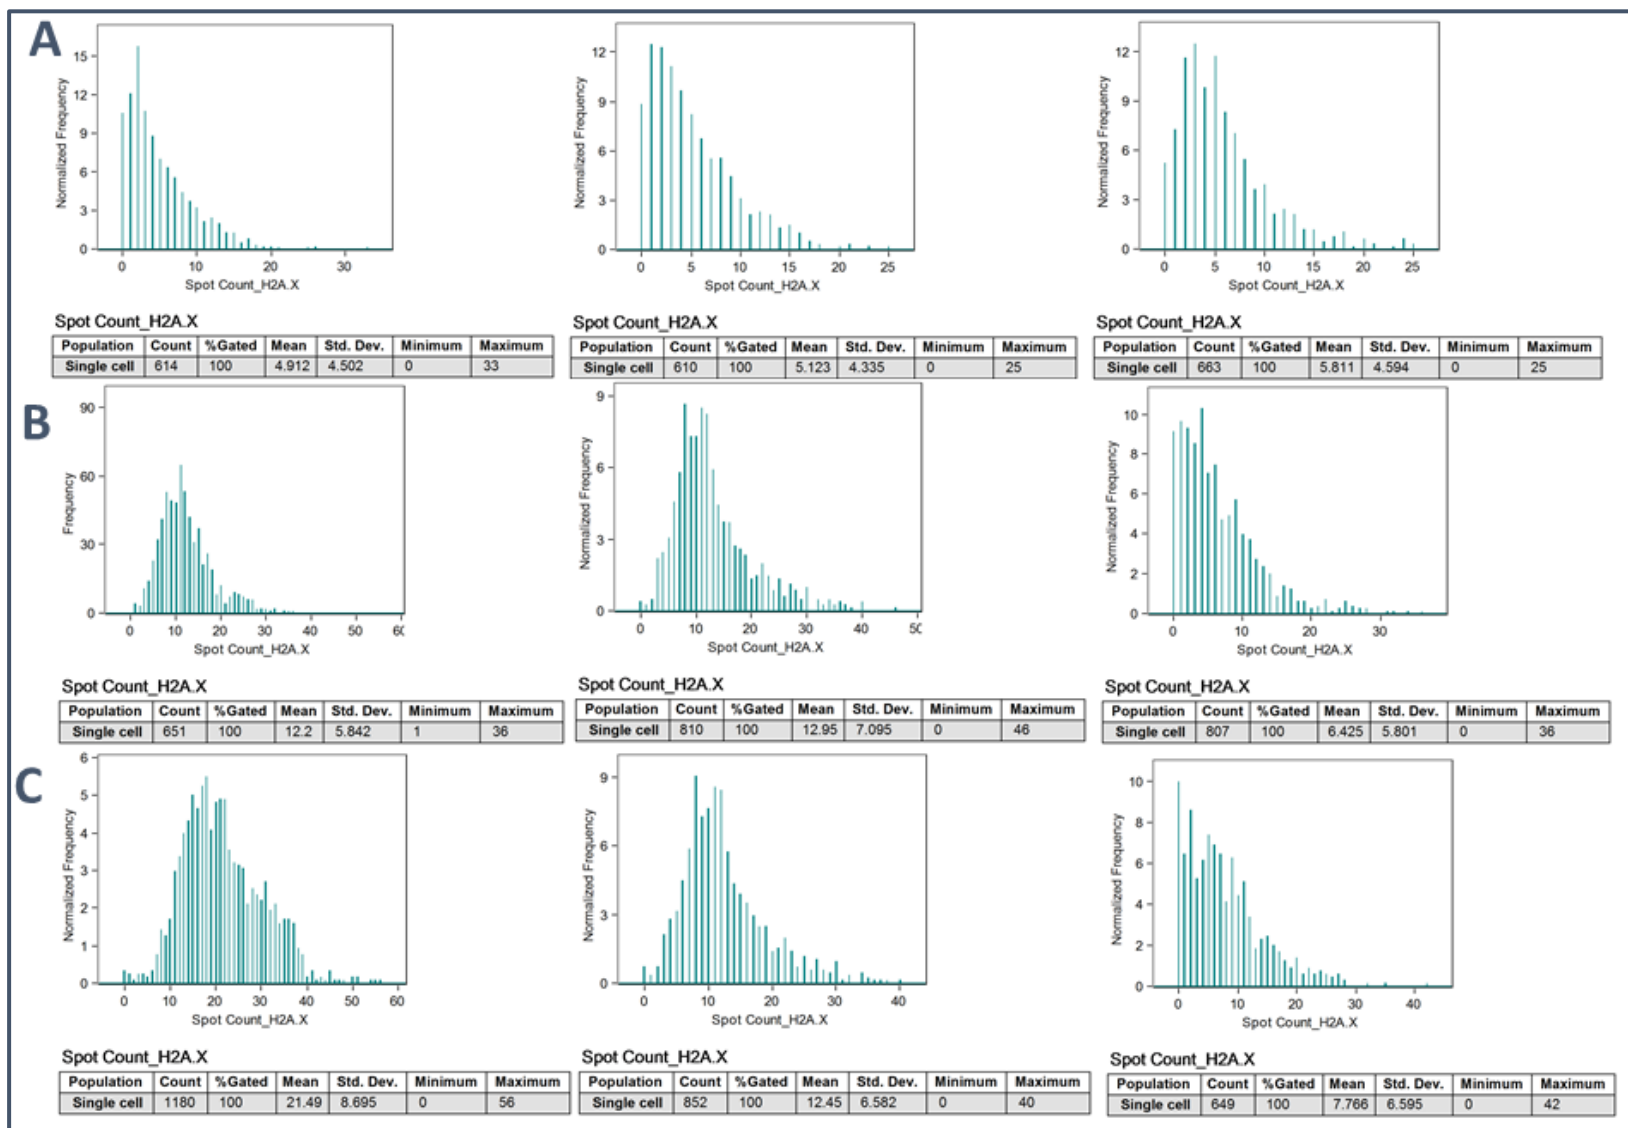 A
15
12
9
6
3
0
Normalized Frequency
0 10 20 30
Spot Count_H2A.X
12
9
6
3
0
Normalized Frequency
0 5 10 15 20 25
Spot Count_H2A.X
12
9
6
3
0
Normalized Frequency
0 5 10 15 20 25
Spot Count_H2A.X
Spot Count_H2A.X
Population Count %Gated Mean Std. Dev. Minimum Maximum
Single cell 614 100 4.912 4.502 0 33
Spot Count_H2A.X
Population Count %Gated Mean Std. Dev. Minimum Maximum
Single cell 610 100 5.123 4.335 0 25
Spot Count_H2A.X
Population Count %Gated Mean Std. Dev. Minimum Maximum
Single cell 663 100 5.811 4.594 0 25
B
90
60
30
0
Frequency
0 10 20 30 40 50
Spot Count_H2A.X
9
6
3
0
Normalized Frequency
0 10 20 30 40
Spot Count_H2A.X
10
8
6
4
2
0
Normalized Frequency
0 10 20 30
Spot Count_H2A.X
Spot Count_H2A.X
Population Count %Gated Mean Std. Dev. Minimum Maximum
Single cell 651 100 12.2 5.842 1 36
Spot Count_H2A.X
Population Count %Gated Mean Std. Dev. Minimum Maximum
Single cell 810 100 12.95 7.095 0 46
Spot Count_H2A.X
Population Count %Gated Mean Std. Dev. Minimum Maximum
Single cell 807 100 6.425 5.801 0 36
C
6
5
4
3
2
1
0
Normalized Frequency
0 10 20 30 40 50 60
Spot Count_H2A.X
9
6
3
0
Normalized Frequency
0 10 20 30 40
Spot Count_H2A.X
10
8
6
4
2
0
Normalized Frequency
0 10 20 30 40
Spot Count_H2A.X
Spot Count_H2A.X
Population Count %Gated Mean Std. Dev. Minimum Maximum
Single cell 1180 100 21.49 8.695 0 56
Spot Count_H2A.X
Population Count %Gated Mean Std. Dev. Minimum Maximum
Single cell 852 100 12.45 6.582 0 40
Spot Count_H2A.X
Population Count %Gated Mean Std. Dev. Minimum Maximum
Single cell 649 100 7.766 6.595 0 42